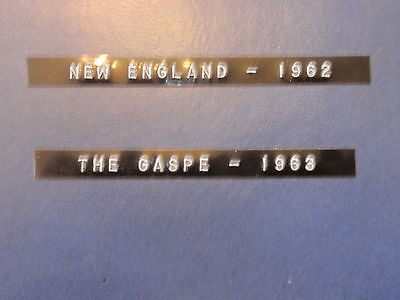 NEW ENGLAND - 1962
THE GASPE - 1963